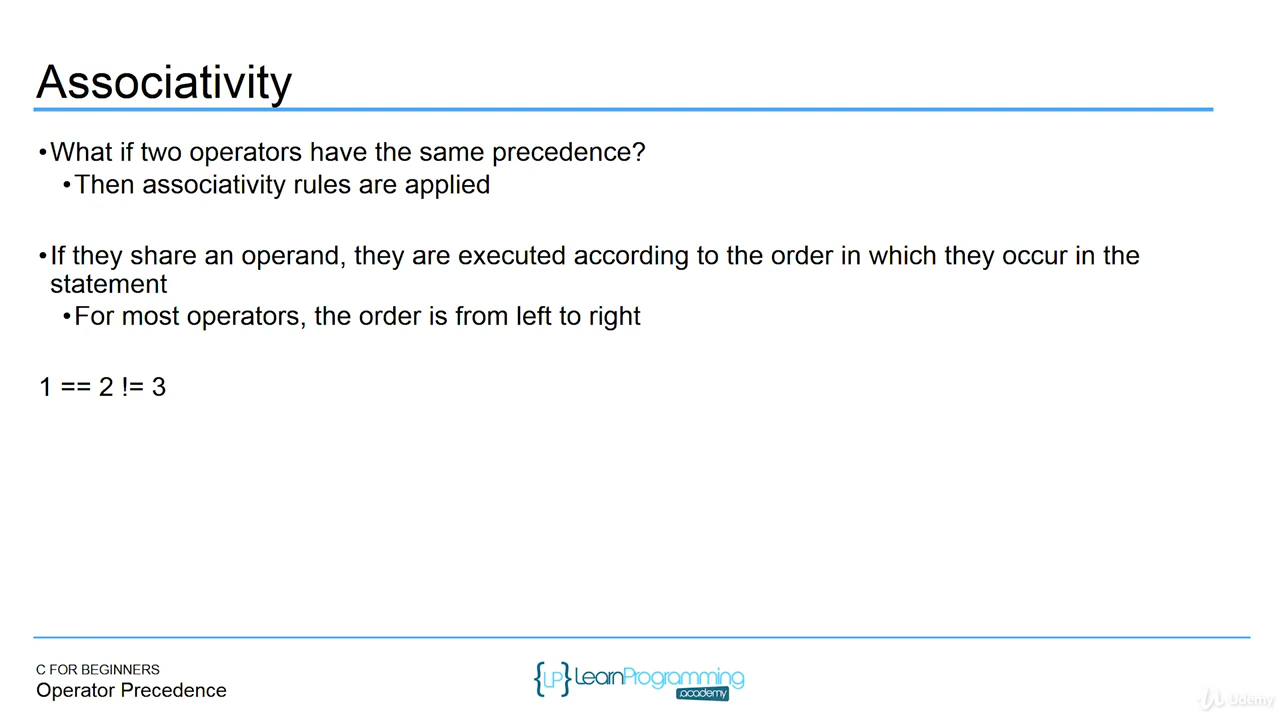 Associativity
•What if two operators have the same precedence?
•Then associativity rules are applied
•If they share an operand, they are executed according to the order in which they occur in the
statement
•For most operators, the order is from left to right
1 == 2 != 3
C FOR BEGINNERS
Operator Precedence
{LP} LearnProgramming
.academy
Udemy